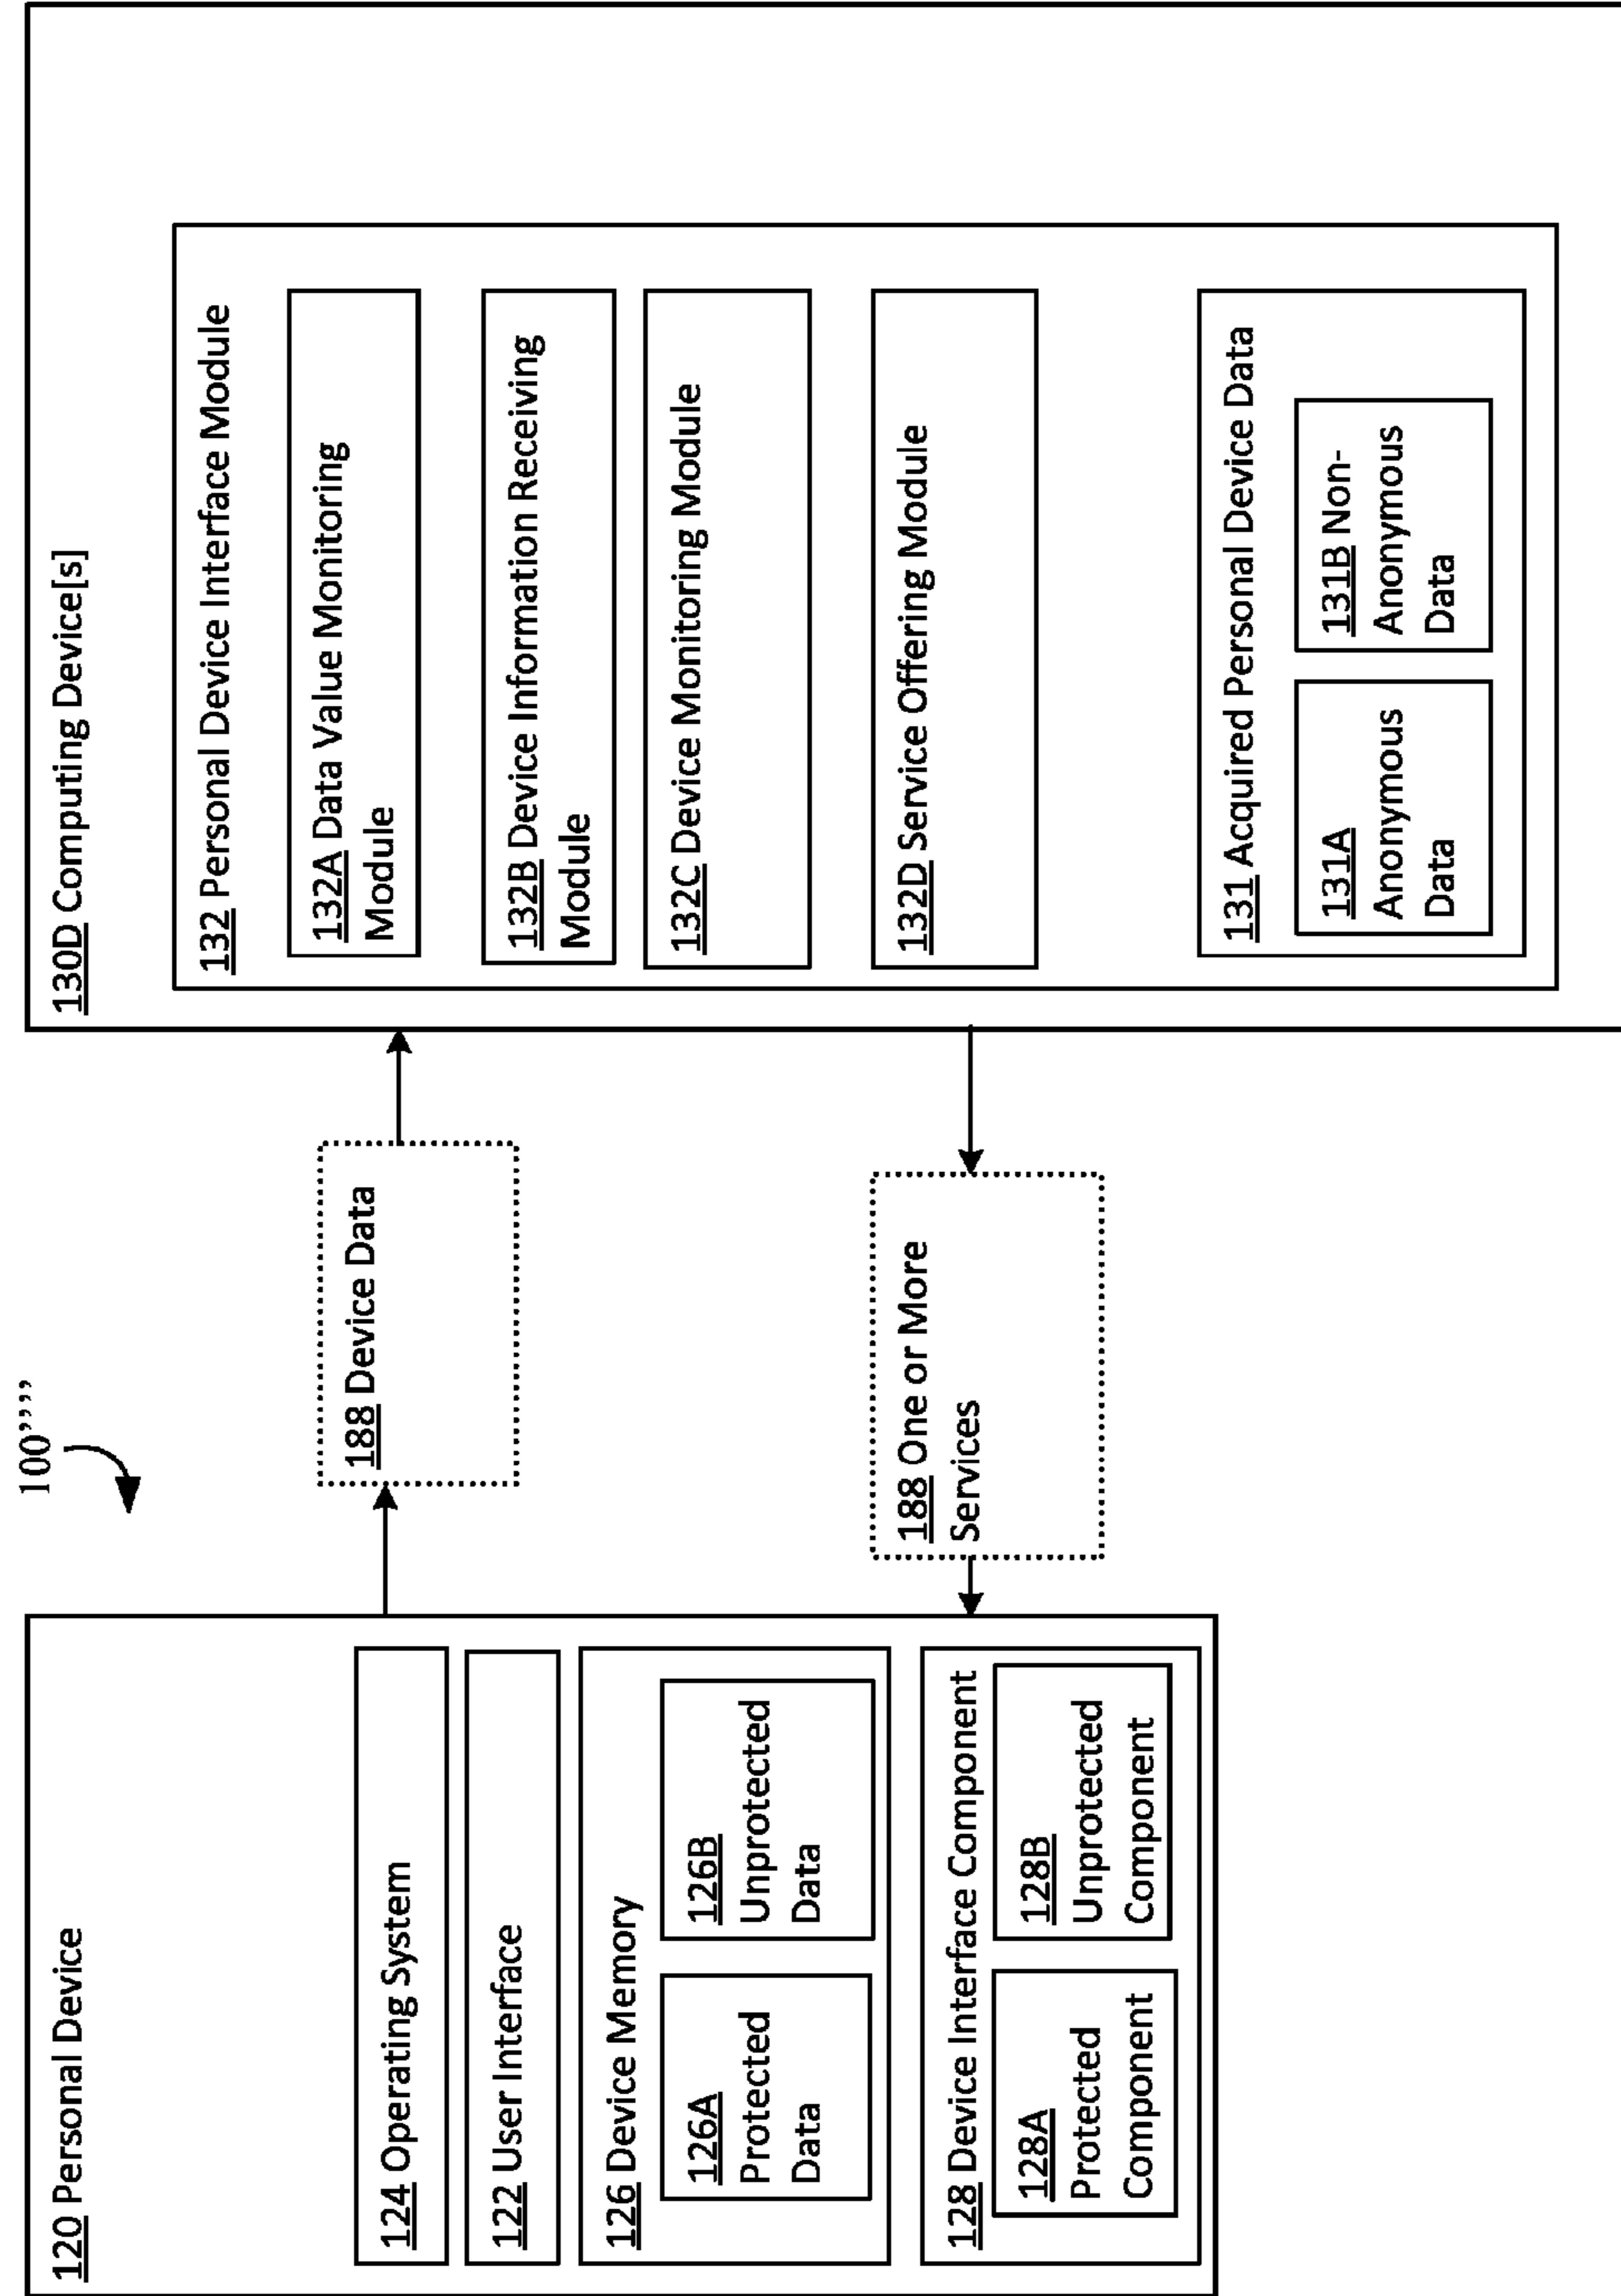 100’’’’
120 Personal Device
124 Operating System
122 User Interface
126 Device Memory
126A
Protected
Data
126B
Unprotected
Data
128 Device Interface Component
128A
Protected
Component
128B
Unprotected
Component
188 Device Data
188 One or More
Services
130D Computing Device[s]
132 Personal Device Interface Module
132A Data Value Monitoring
Module
132B Device Information Receiving
Module
132C Device Monitoring Module
132D Service Offering Module
131 Acquired Personal Device Data
131A
Anonymous
Data
131B Non-
Anonymous
Data